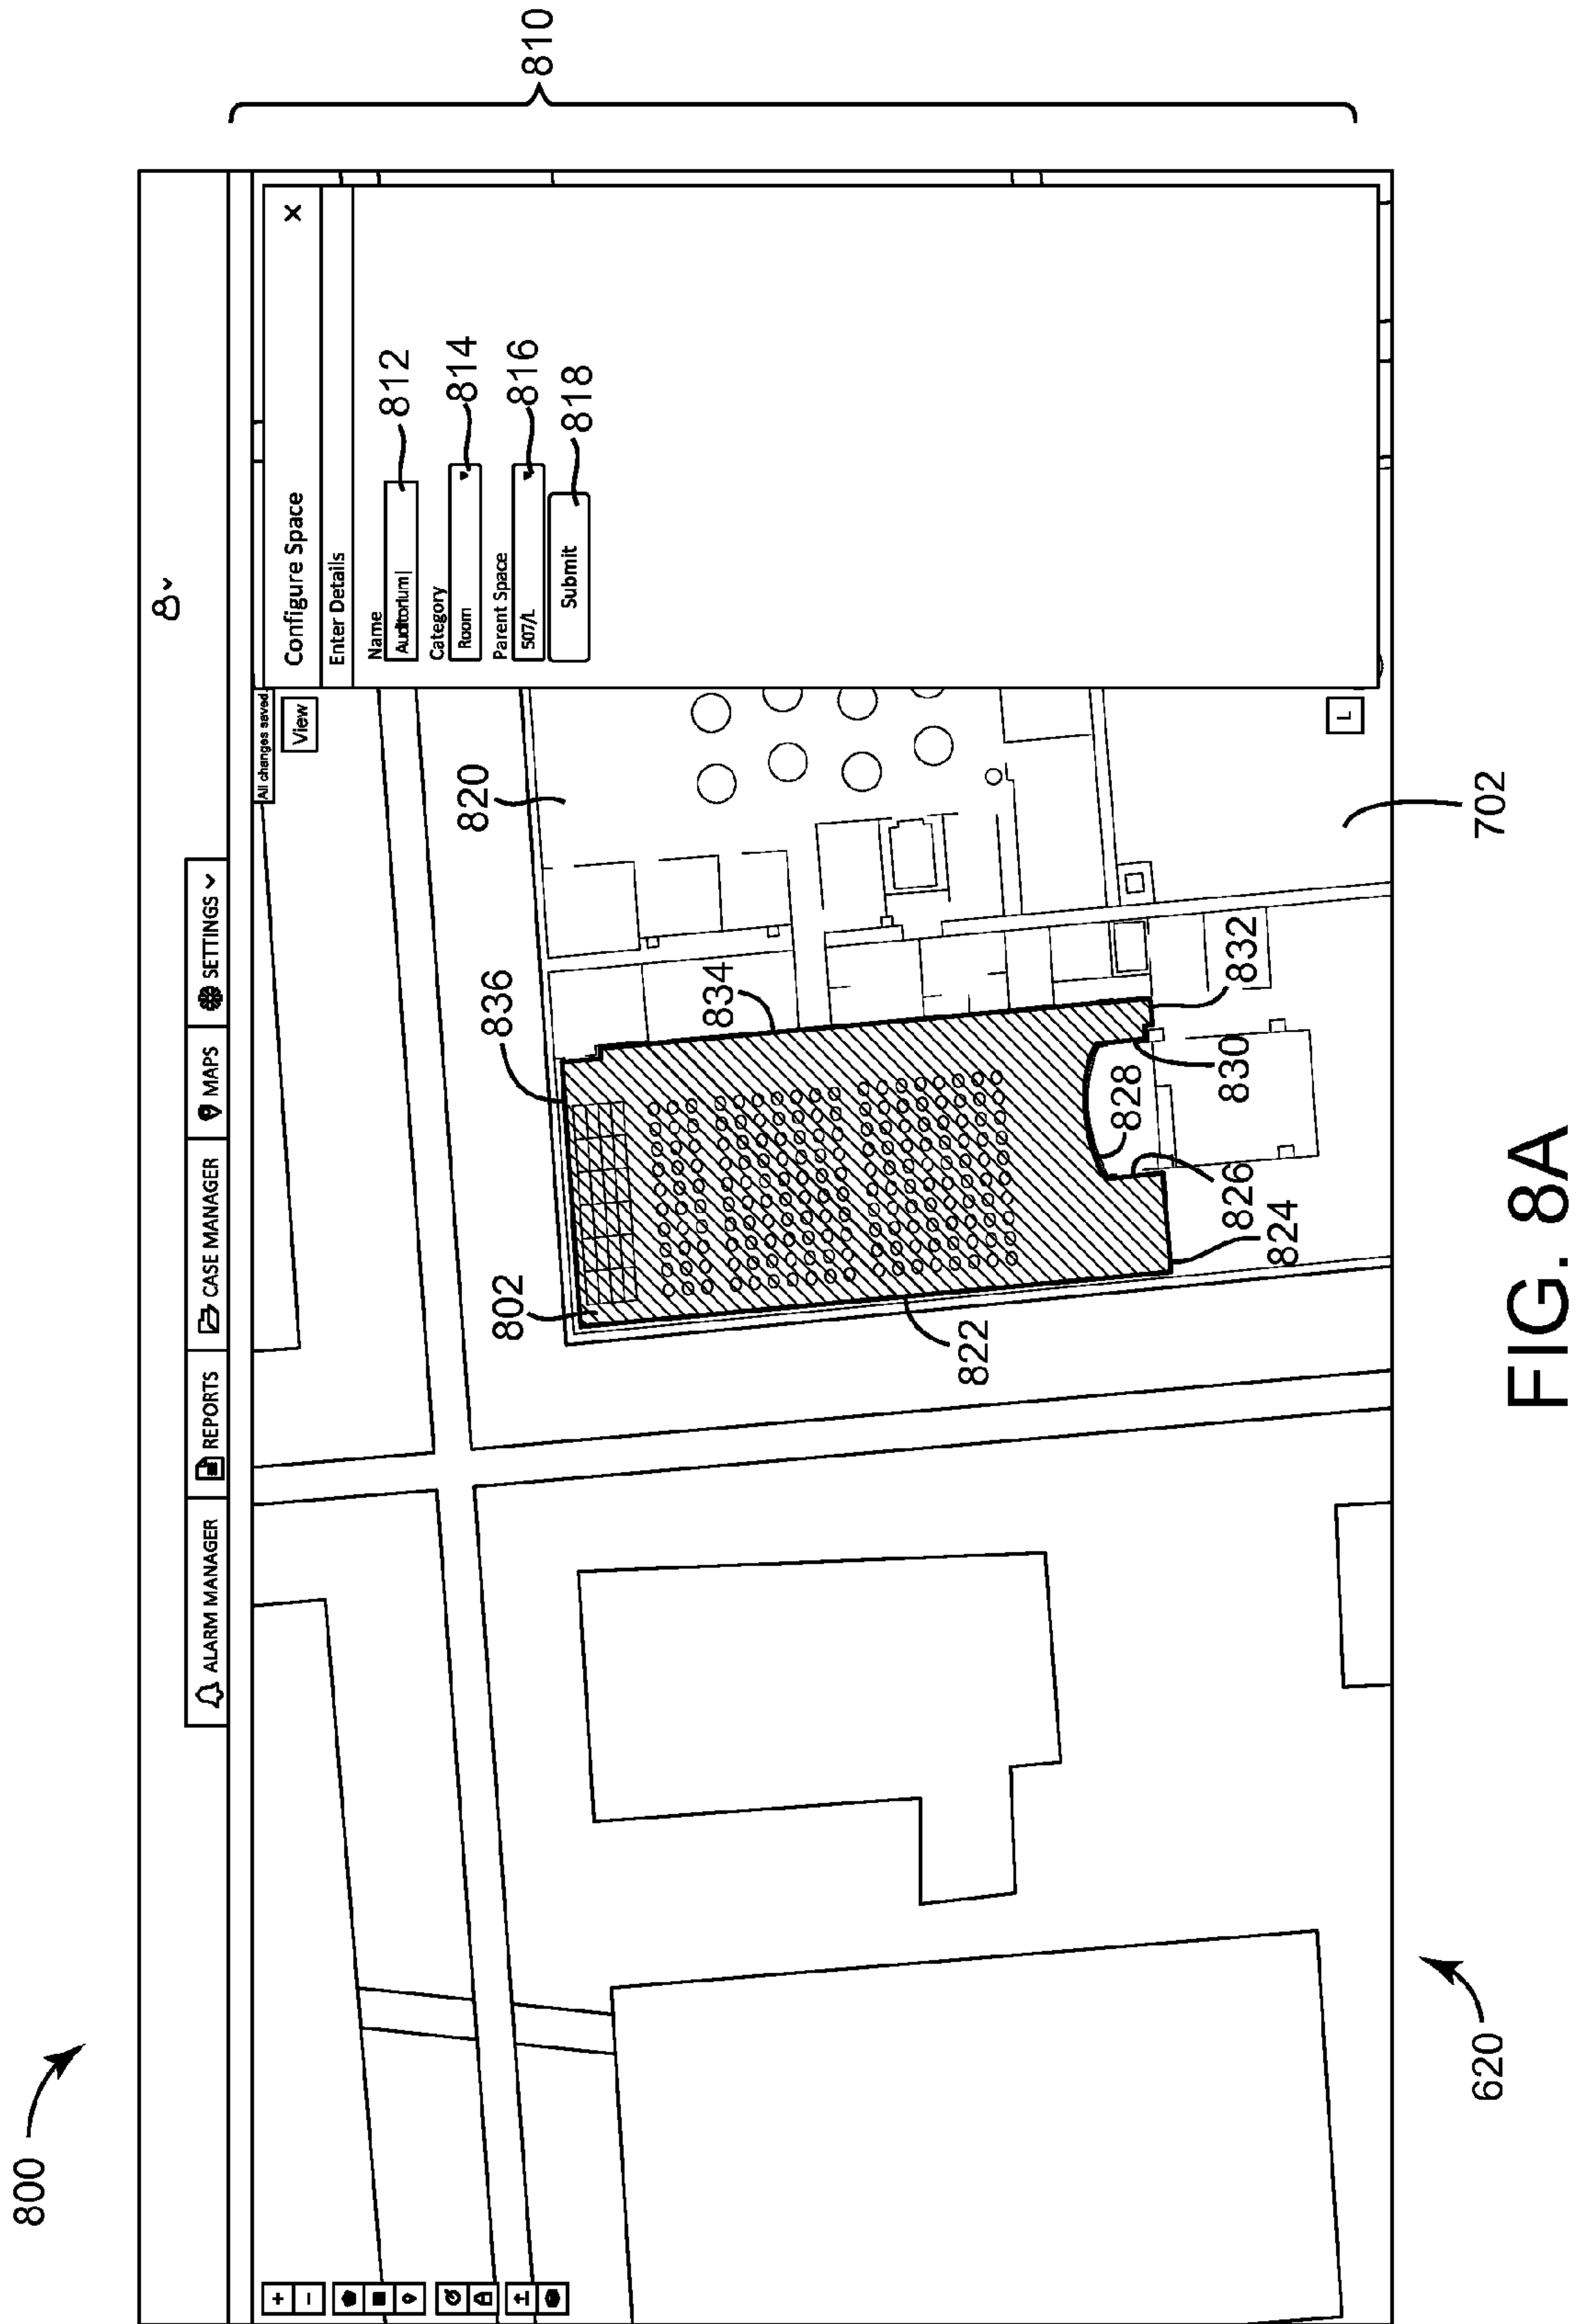 800
810
ALARM MANAGER
REPORTS
CASE MANAGER
MAPS
SETTINGS
All changes saved.
View
Configure Space
X
Enter Details
Name
Auditorium|
812
Category
Room
814
Parent Space
507/L
816
Submit
818
+
−
820
836
802
834
822
828
830
832
826
824
L
702
620
FIG. 8A